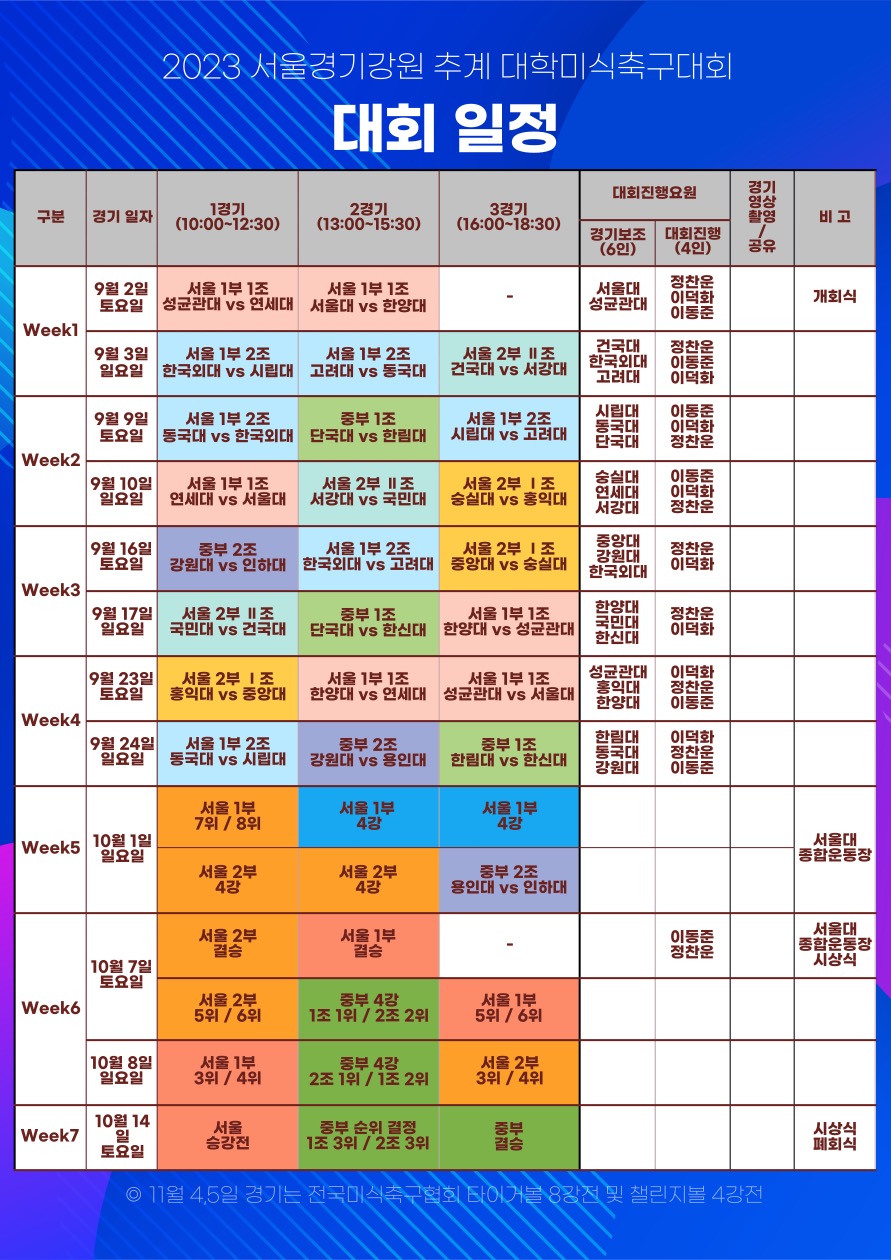 2023 서울경기강원 추계 대학미식축구대회
대회 일정
구분
경기 일자
1경기
(10:00~12:30)
2경기
(13:00~15:30)
3경기
(16:00~18:30)
대회진행요원
경기보조
(6인)
대회진행
(4인)
경기
영상
촬영
/
공유
비 고
Week1
9월 2일
토요일
서울 1부 1조
성균관대 vs 연세대
서울 1부 1조
서울대 vs 한양대
-
서울대
성균관대
정찬운
이덕화
이동준
개회식
9월 3일
일요일
서울 1부 2조
한국외대 vs 시립대
서울 1부 2조
고려대 vs 동국대
서울 2부 Ⅱ조
건국대 vs 서강대
건국대
한국외대
고려대
정찬운
이동준
이덕화
Week2
9월 9일
토요일
서울 1부 2조
동국대 vs 한국외대
중부 1조
단국대 vs 한림대
서울 1부 2조
시립대 vs 고려대
시립대
동국대
단국대
이동준
이덕화
정찬운
9월 10일
일요일
서울 1부 1조
연세대 vs 서울대
서울 2부 Ⅱ조
서강대 vs 국민대
서울 2부 Ⅰ조
숭실대 vs 홍익대
숭실대
연세대
서강대
이동준
이덕화
정찬운
Week3
9월 16일
토요일
중부 2조
강원대 vs 인하대
서울 1부 2조
한국외대 vs 고려대
서울 2부 Ⅰ조
중앙대 vs 숭실대
중앙대
강원대
한국외대
정찬운
이덕화
9월 17일
일요일
서울 2부 Ⅱ조
국민대 vs 건국대
중부 1조
단국대 vs 한신대
서울 1부 1조
한양대 vs 성균관대
한양대
국민대
한신대
정찬운
이덕화
Week4
9월 23일
토요일
서울 2부 Ⅰ조
홍익대 vs 중앙대
서울 1부 1조
한양대 vs 연세대
서울 1부 1조
성균관대 vs 서울대
성균관대
홍익대
한양대
이덕화
정찬운
이동준
9월 24일
일요일
서울 1부 2조
동국대 vs 시립대
중부 2조
강원대 vs 용인대
중부 1조
한림대 vs 한신대
한림대
동국대
강원대
이덕화
정찬운
이동준
Week5
10월 1일
일요일
서울 1부
7위 / 8위
서울 1부
4강
서울 1부
4강
서울대
종합운동장
서울 2부
4강
서울 2부
4강
중부 2조
용인대 vs 인하대
Week6
10월 7일
토요일
서울 2부
결승
서울 1부
결승
-
이동준
정찬운
서울대
종합운동장
시상식
서울 2부
5위 / 6위
중부 4강
1조 1위 / 2조 2위
서울 1부
5위 / 6위
10월 8일
일요일
서울 1부
3위 / 4위
중부 4강
2조 1위 / 1조 2위
서울 2부
3위 / 4위
Week7
10월 14
일
토요일
서울
승강전
중부 순위 결정
1조 3위 / 2조 3위
중부
결승
시상식
폐회식
◎ 11월 4,5일 경기는 전국미식축구협회 타이거볼 8강전 및 챌린지볼 4강전